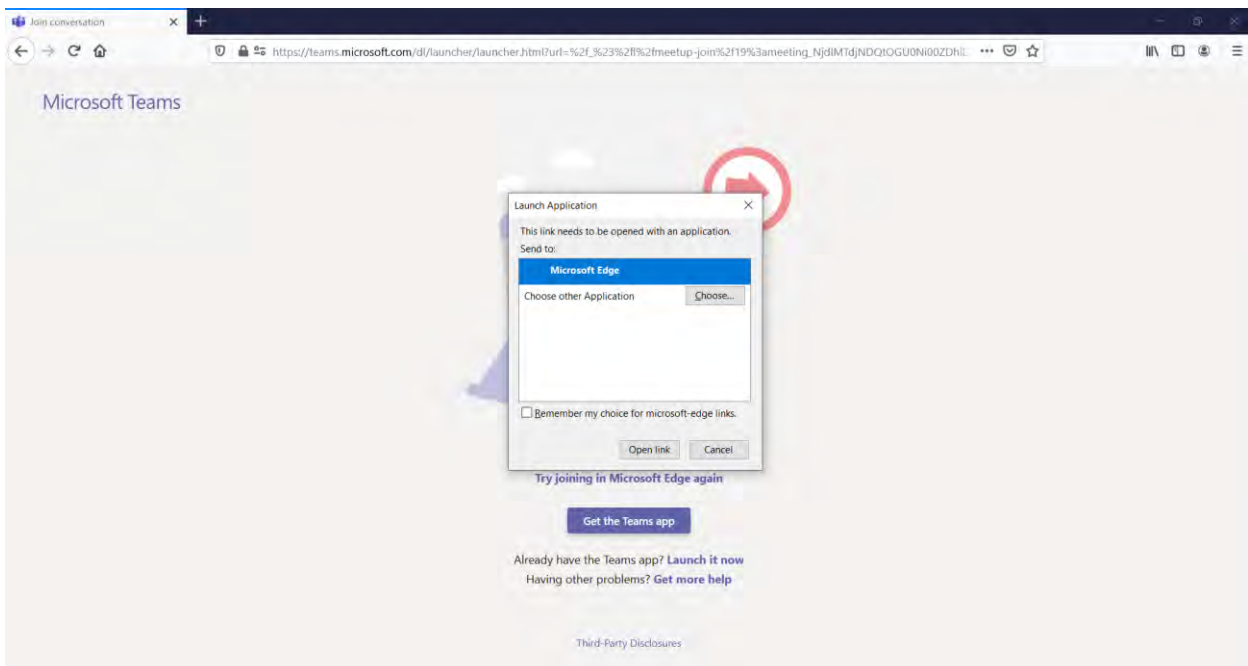 Join conversation
https://teams.microsoft.com/dl/launcher/launcher.html?url=%2f_%23%2fl%2fmeetup-join%2f19%3ameeting_
Microsoft Teams
Launch Application
This link needs to be opened with an application.
Send to:
Microsoft Edge
Choose other Application
Choose...
Remember my choice for microsoft-edge links.
Open link
Cancel
Try joining in Microsoft Edge again
Get the Teams app
Already have the Teams app? Launch it now
Having other problems? Get more help
Third-Party Disclosures